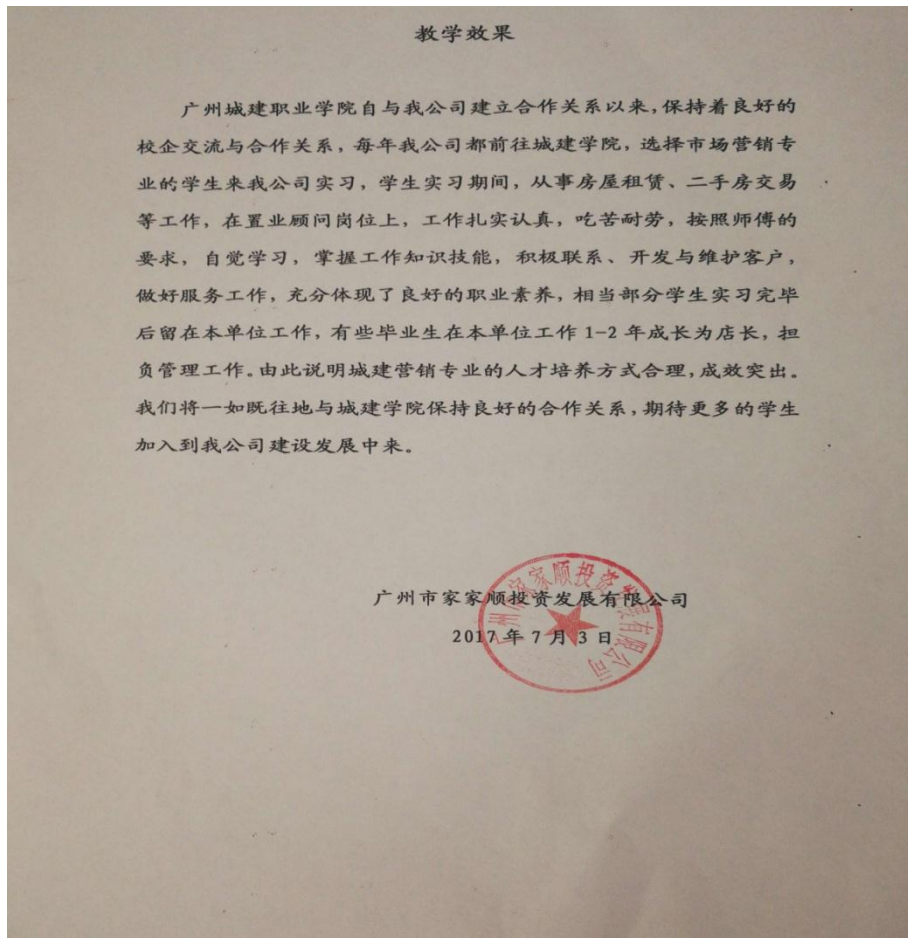 教学效果
广州城建职业学院自与我公司建立合作关系以来，保持着良好的
校企交流与合作关系，每年我公司都前往城建学院，选择市场营销专
业的学生来我公司实习，学生实习期间，从事房屋租赁、二手房交易
等工作，在置业顾问岗位上，工作扎实认真，吃苦耐劳，按照师傅的
要求，自觉学习，掌握工作知识技能，积极联系、开发与维护客户，
做好服务工作，充分体现了良好的职业素养，相当部分学生实习完毕
后留在本单位工作，有些毕业生在本单位工作1-2年成长为店长，担
负管理工作。由此说明城建营销专业的人才培养方式合理，成效突出。
我们将一如既往地与城建学院保持良好的合作关系，期待更多的学生
加入到我公司建设发展中来。
广州市家家顺投资发展有限公司
2017年7月3日
广州市家家顺投资发展有限公司